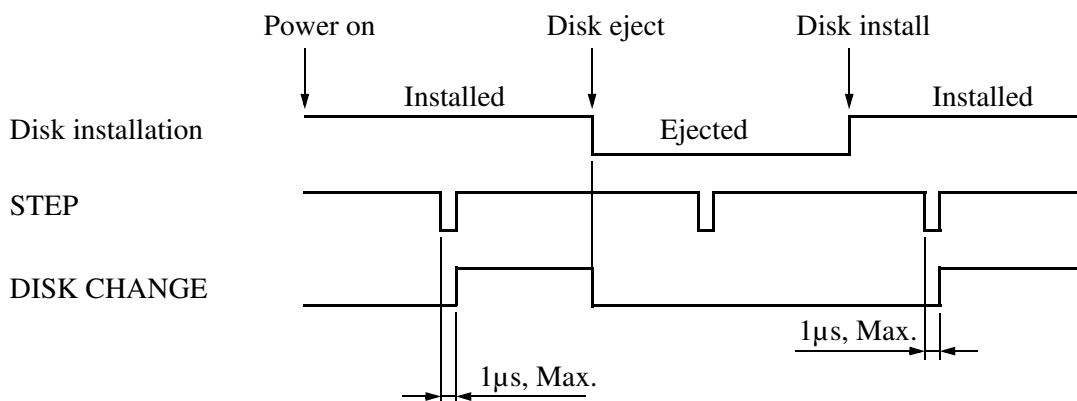 Power on Disk eject Disk install
Installed Installed
Disk installation Ejected
STEP
DISK CHANGE
1µs, Max.
1µs, Max.